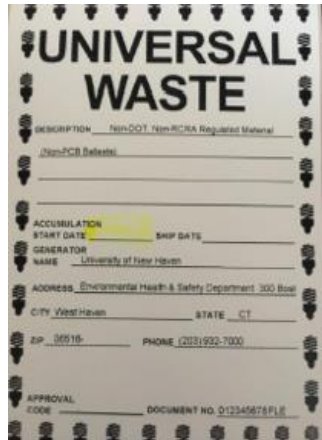 UNIVERSAL
WASTE
DESCRIPTION Non-DOT, Non-RCRA Regulated Material
(Non-PCB Ballasts)
ACCUMULATION
START DATE SHIP DATE
GENERATOR
NAME University of New Haven
ADDRESS Environmental Health & Safety Department 300 Bost
CITY West Haven STATE CT
ZIP 06516- PHONE (203) 932-7000
APPROVAL
CODE DOCUMENT NO. 012345678FLE